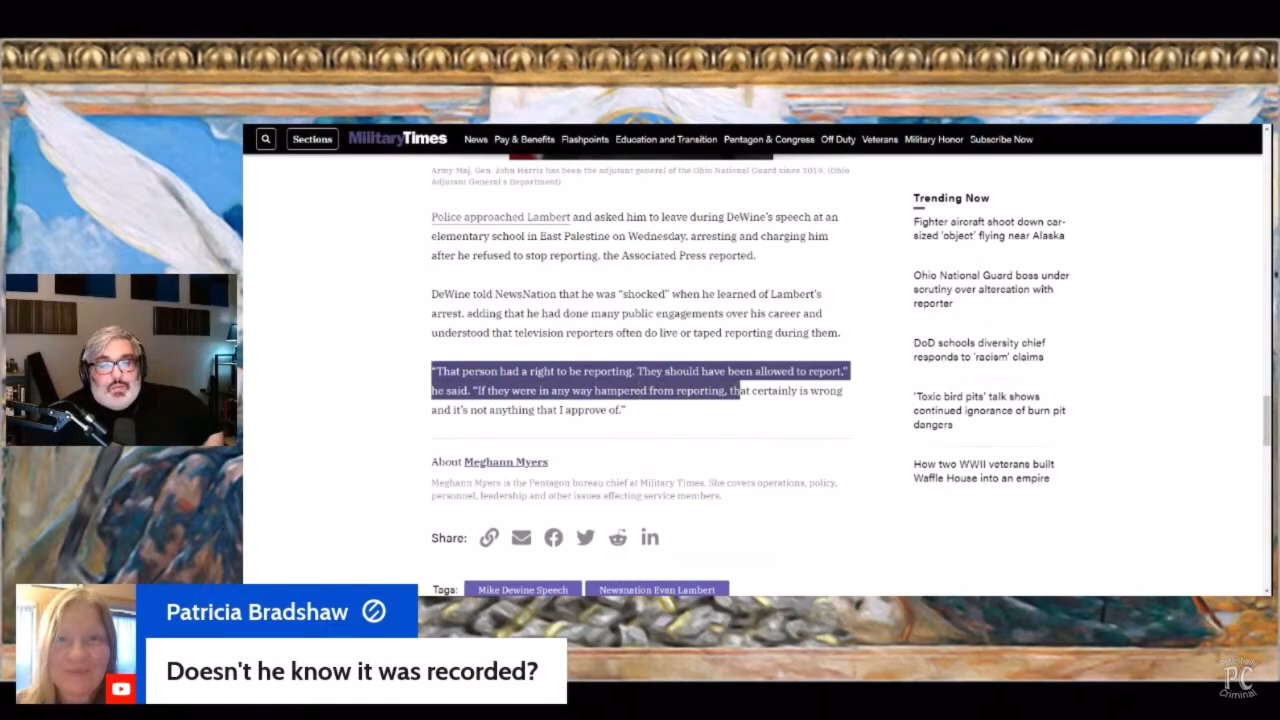 Sections
MilitaryTimes
News Pay & Benefits Flashpoints Education and Transition Pentagon & Congress Off Duty Veterans Military Honor Subscribe Now
Army Maj. Gen. John Harris has been the adjutant general of the Ohio National Guard since 2019. (Ohio
Adjutant General's Department)
Police approached Lambert and asked him to leave during DeWine's speech at an
elementary school in East Palestine on Wednesday, arresting and charging him
after he refused to stop reporting, the Associated Press reported.
DeWine told NewsNation that he was “shocked” when he learned of Lambert's
arrest, adding that he had done many public engagements over his career and
understood that television reporters often do live or taped reporting during them.
“That person had a right to be reporting. They should have been allowed to report,”
he said. “If they were in any way hampered from reporting, that certainly is wrong
and it's not anything that I approve of.”
About Meghann Myers
Meghann Myers is the Pentagon bureau chief at Military Times. She covers operations, policy,
personnel, leadership and other issues affecting service members.
Share:
Tags: Mike Dewine Speech Newsnation Evan Lambert
Trending Now
Fighter aircraft shoot down car-
sized 'object' flying near Alaska
Ohio National Guard boss under
scrutiny over altercation with
reporter
DoD schools diversity chief
responds to 'racism' claims
'Toxic bird pits' talk shows
continued ignorance of burn pit
dangers
How two WWII veterans built
Waffle House into an empire
Patricia Bradshaw
Doesn't he know it was recorded?
PC
Criminal